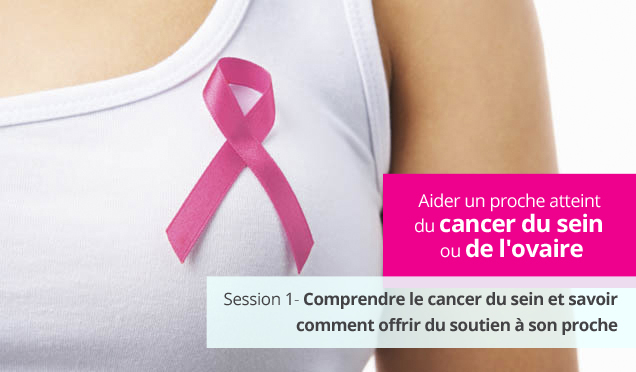 Aider un proche atteint
du cancer du sein
ou de l'ovaire
Session 1- Comprendre le cancer du sein et savoir
comment offrir du soutien à son proche